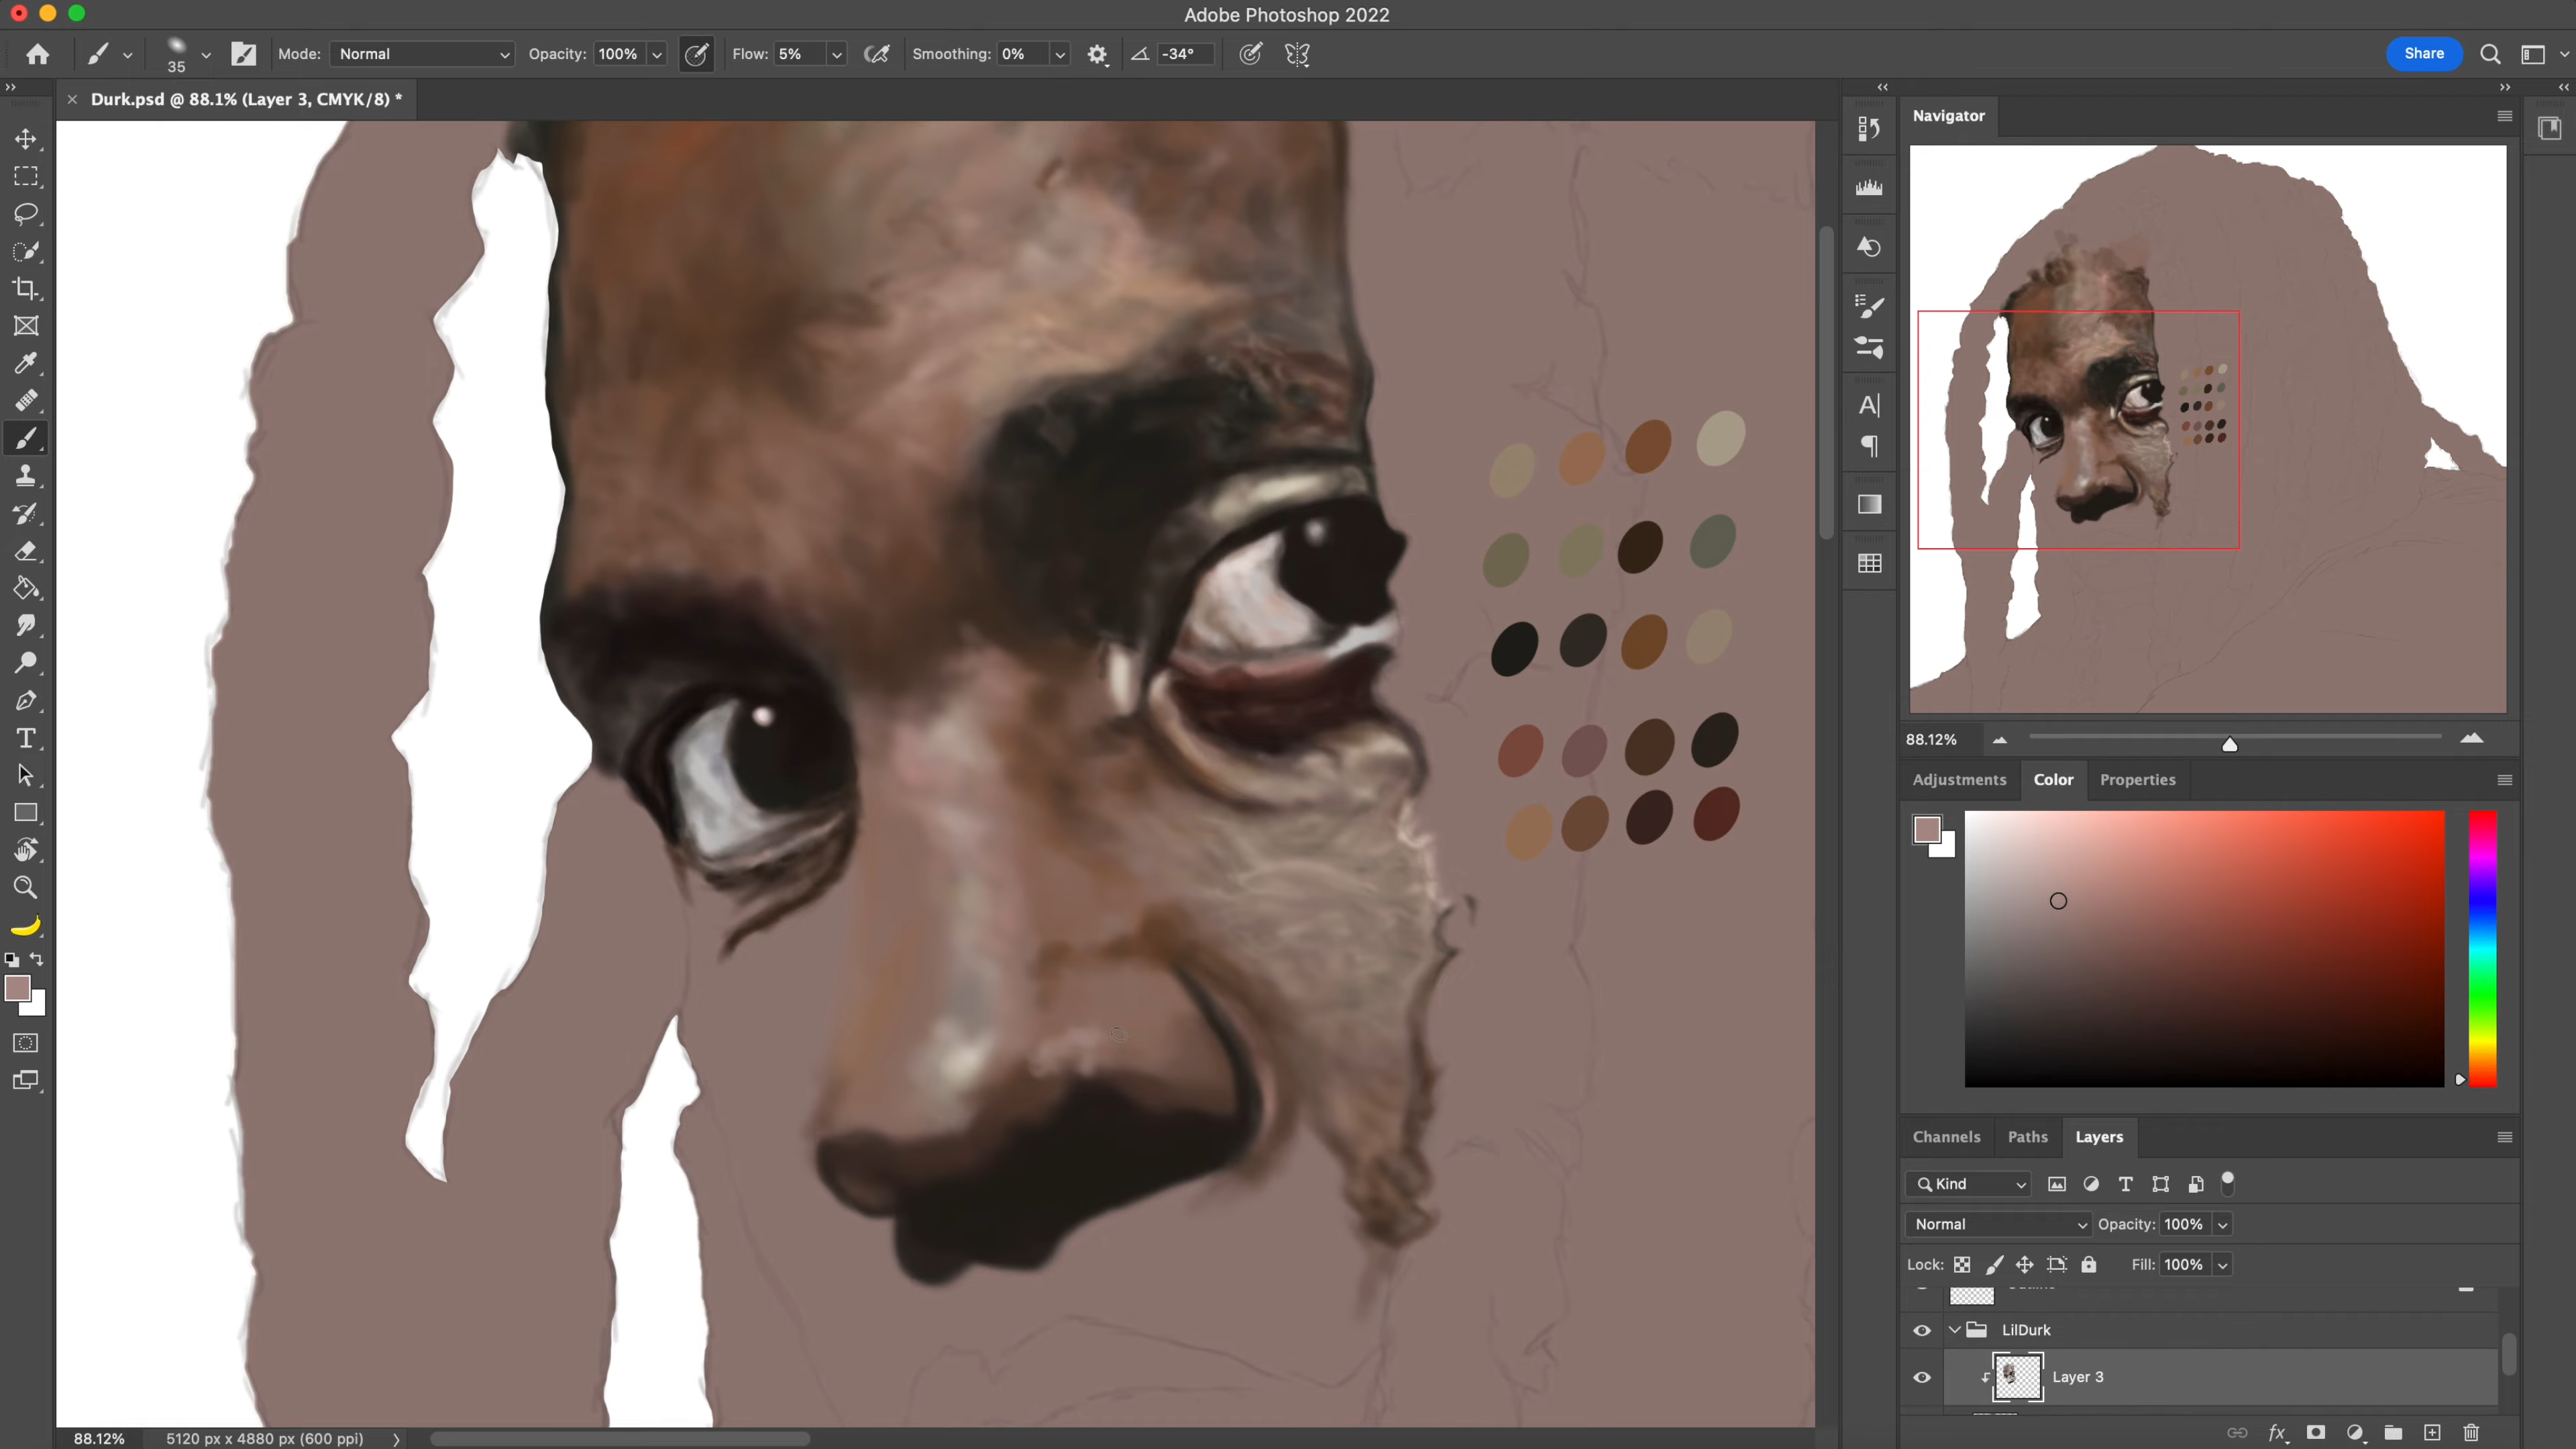 Adobe Photoshop 2022
35
Mode: Normal
Opacity: 100%
Flow: 5%
Smoothing: 0%
-34°
Share
Durk.psd @ 88.1% (Layer 3, CMYK/8) *
Navigator
88.12%
Adjustments
Color
Properties
Channels
Paths
Layers
Kind
Normal
Opacity: 100%
Lock:
Fill: 100%
LilDurk
Layer 3
fx
88.12%
5120 px x 4880 px (600 ppi)